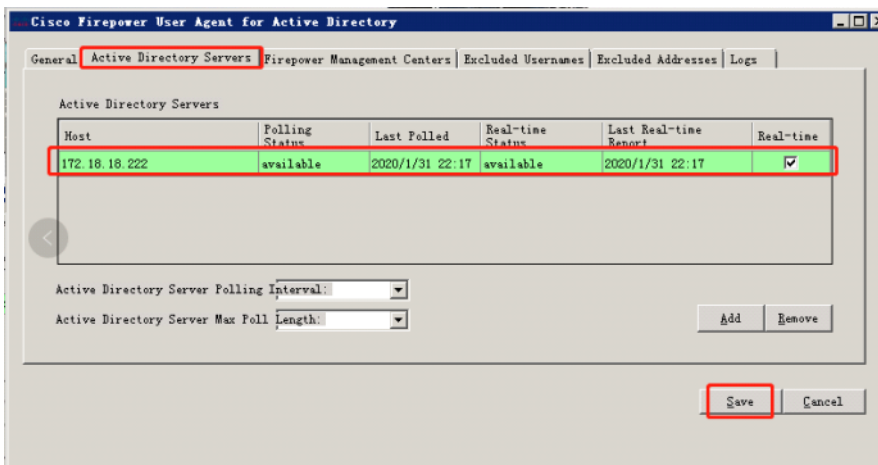 Cisco Firepower User Agent for Active Directory
General Active Directory Servers Firepower Management Centers Excluded Usernames Excluded Addresses Logs
Active Directory Servers
Host Polling Status Last Polled Real-time Status Last Real-time Report Real-time
172.18.18.222 available 2020/1/31 22:17 available 2020/1/31 22:17
Active Directory Server Polling Interval:
Active Directory Server Max Poll Length:
Add Remove
Save Cancel